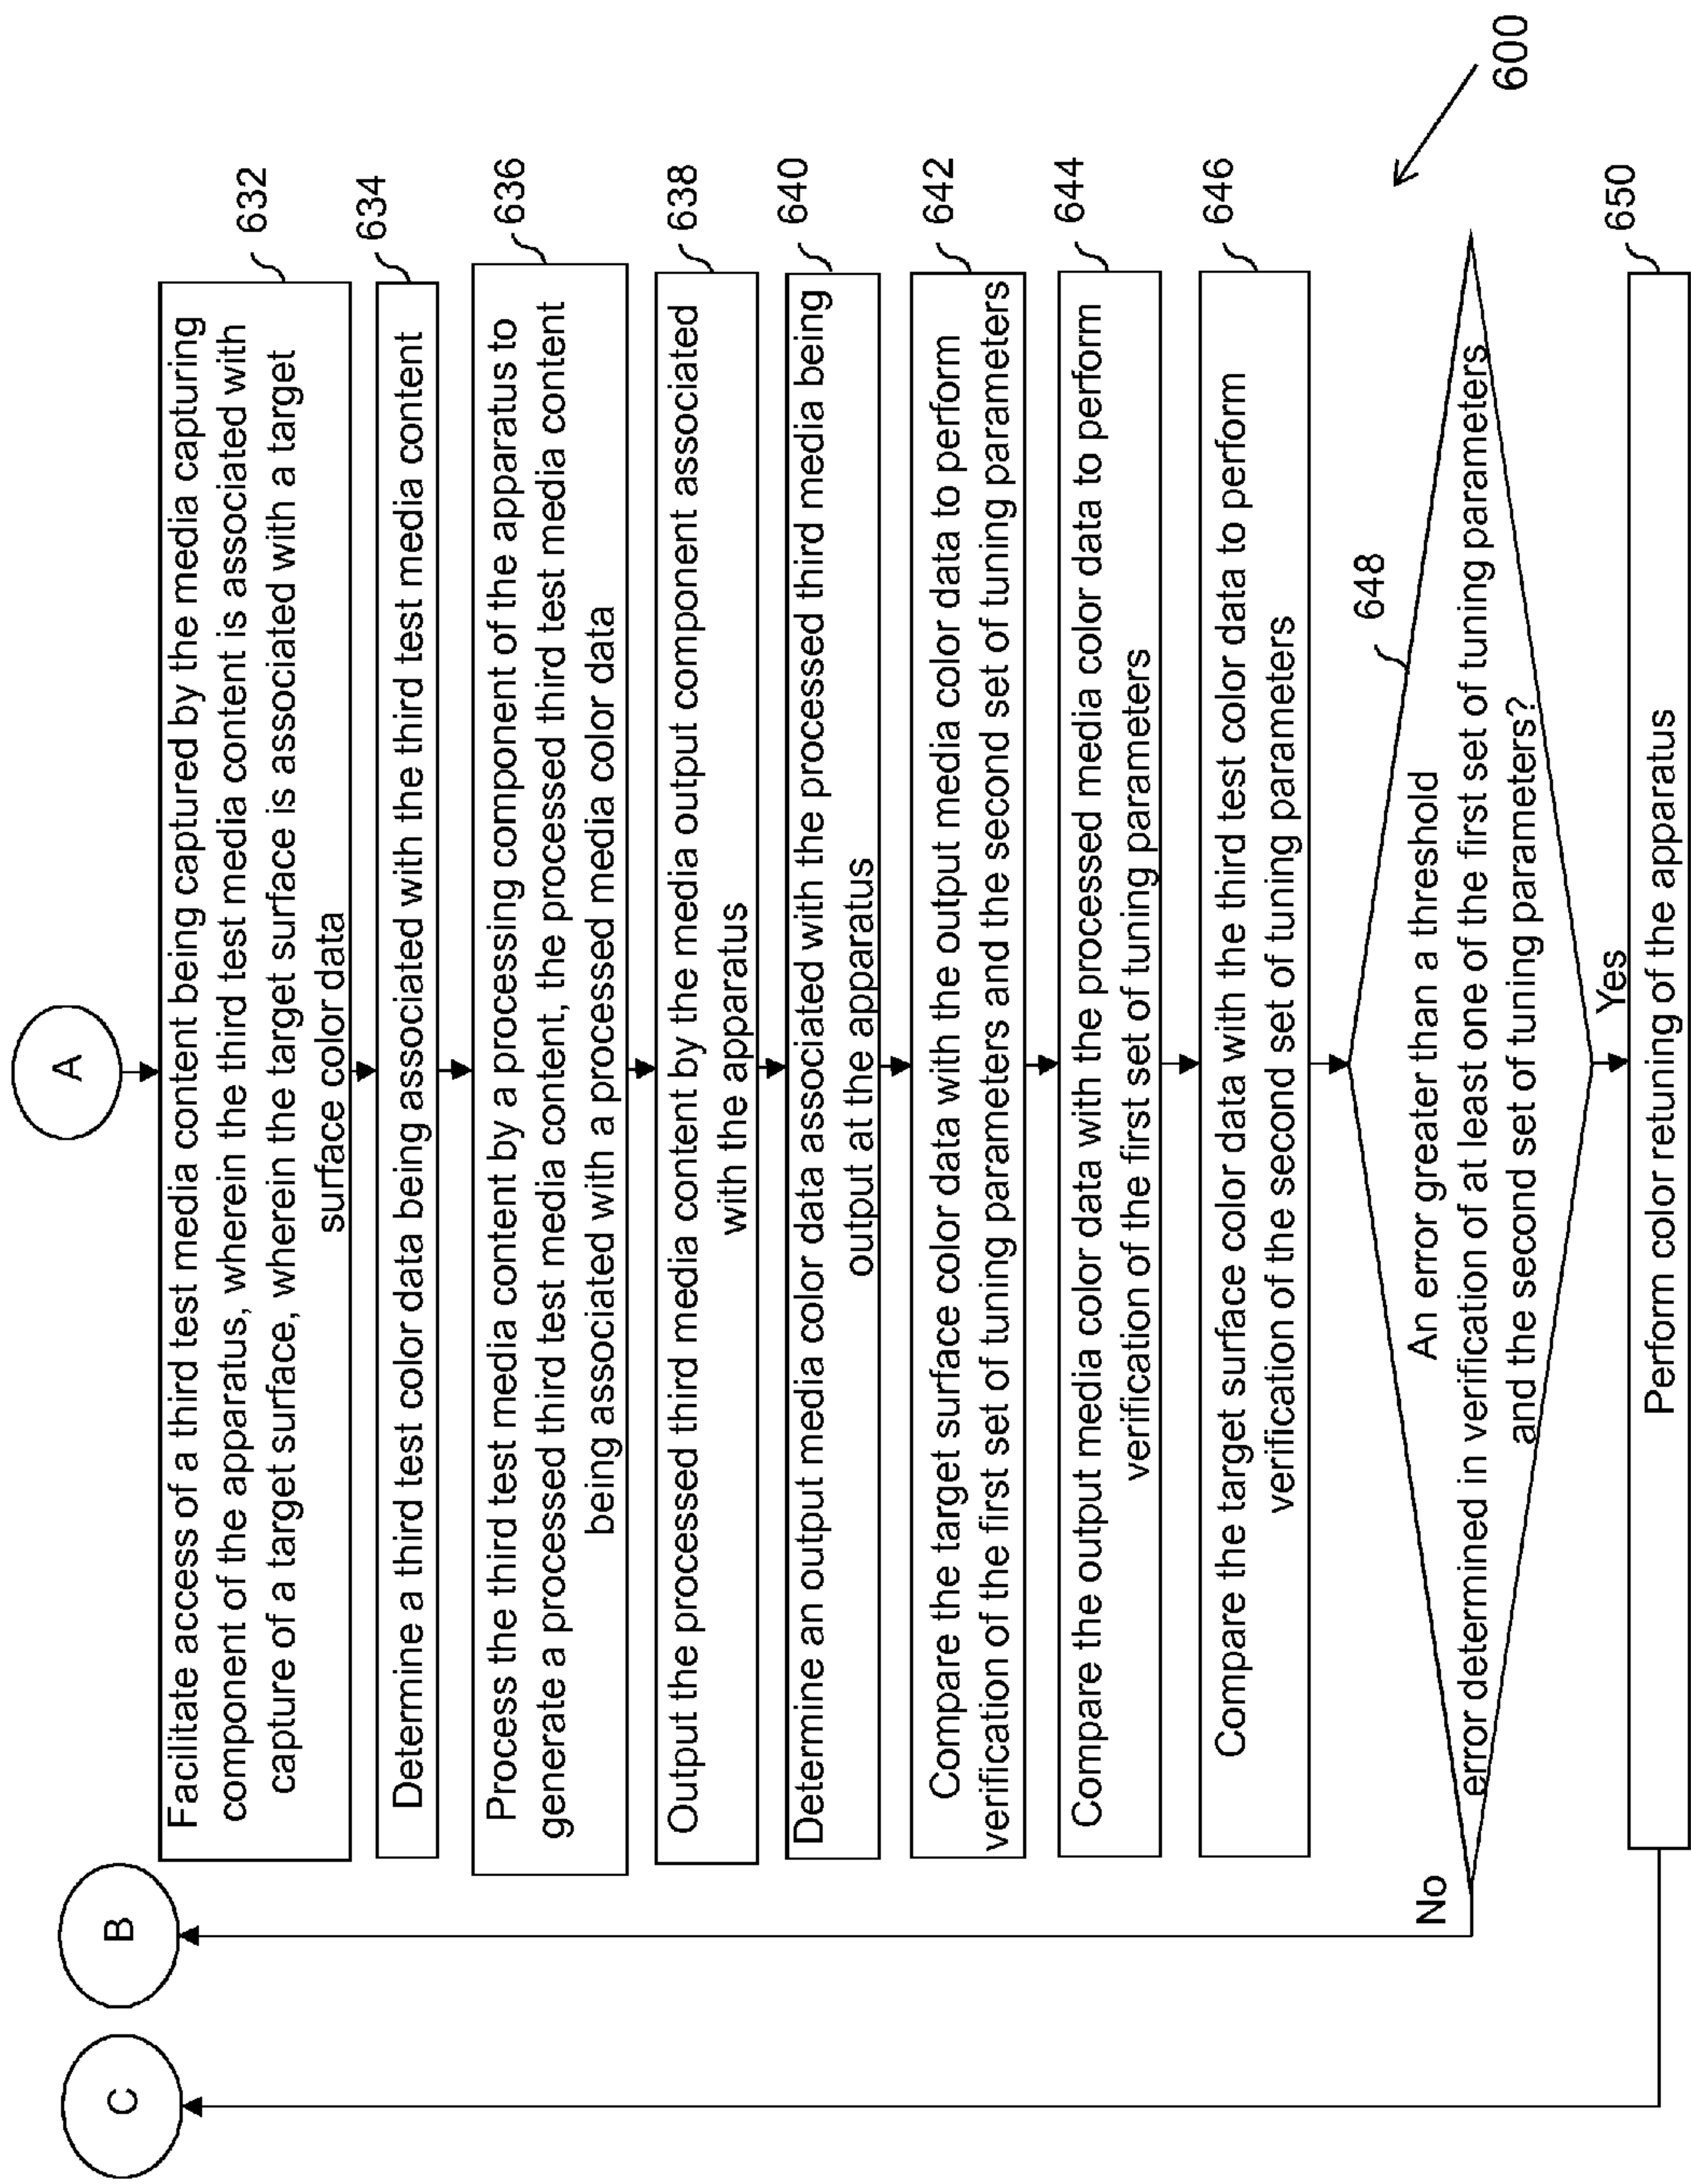 A
B
C
Facilitate access of a third test media content being captured by the media capturing
component of the apparatus, wherein the third test media content is associated with
capture of a target surface, wherein the target surface is associated with a target
surface color data
632
Determine a third test color data being associated with the third test media content
634
Process the third test media content by a processing component of the apparatus to
generate a processed third test media content, the processed third test media content
being associated with a processed media color data
636
Output the processed third media content by the media output component associated
with the apparatus
638
Determine an output media color data associated with the processed third media being
output at the apparatus
640
Compare the target surface color data with the output media color data to perform
verification of the first set of tuning parameters and the second set of tuning parameters
642
Compare the output media color data with the processed media color data to perform
verification of the first set of tuning parameters
644
Compare the target surface color data with the third test color data to perform
verification of the second set of tuning parameters
646
648
An error greater than a threshold
error determined in verification of at least one of the first set of tuning parameters
and the second set of tuning parameters?
No
Yes
Perform color retuning of the apparatus
650
600